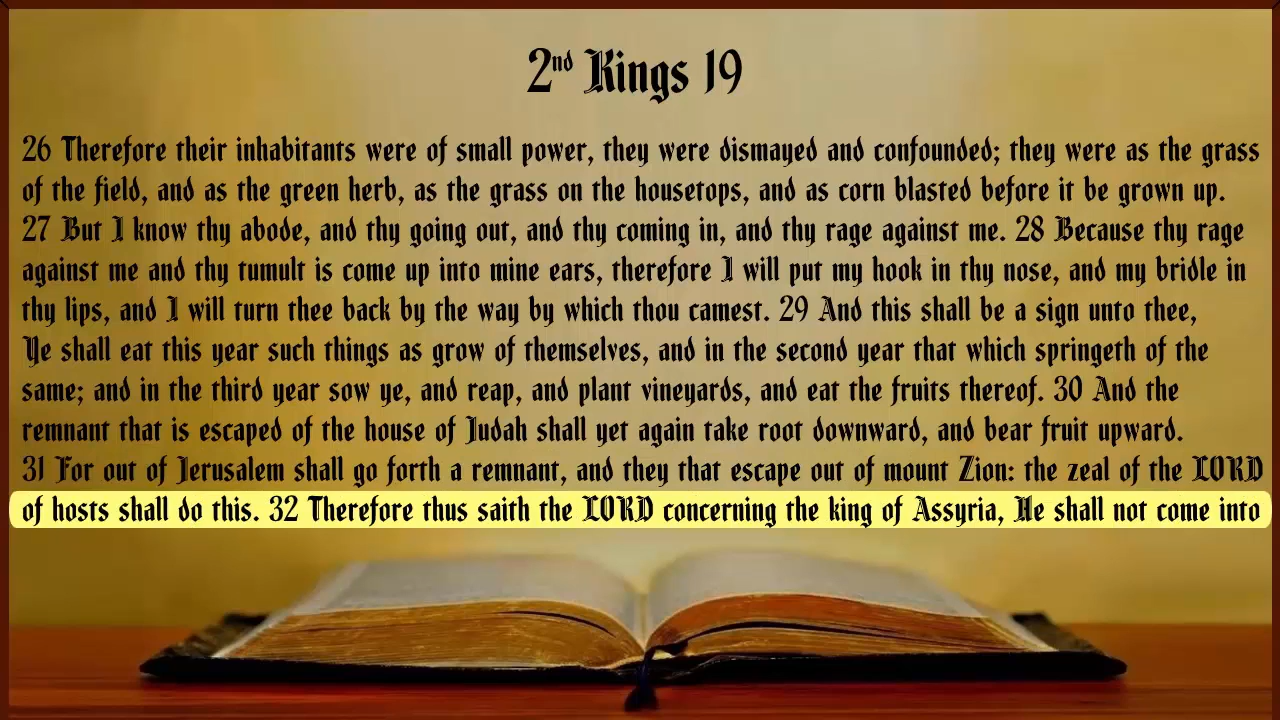 2nd Kings 19
26 Therefore their inhabitants were of small power, they were dismayed and confounded; they were as the grass
of the field, and as the green herb, as the grass on the housetops, and as corn blasted before it be grown up.
27 But I know thy abode, and thy going out, and thy coming in, and thy rage against me. 28 Because thy rage
against me and thy tumult is come up into mine ears, therefore I will put my hook in thy nose, and my bridle in
thy lips, and I will turn thee back by the way by which thou camest. 29 And this shall be a sign unto thee,
Ye shall eat this year such things as grow of themselves, and in the second year that which springeth of the
same; and in the third year sow ye, and reap, and plant vineyards, and eat the fruits thereof. 30 And the
remnant that is escaped of the house of Judah shall yet again take root downward, and bear fruit upward.
31 For out of Jerusalem shall go forth a remnant, and they that escape out of mount Zion: the zeal of the LORD
of hosts shall do this. 32 Therefore thus saith the LORD concerning the king of Assyria, He shall not come into